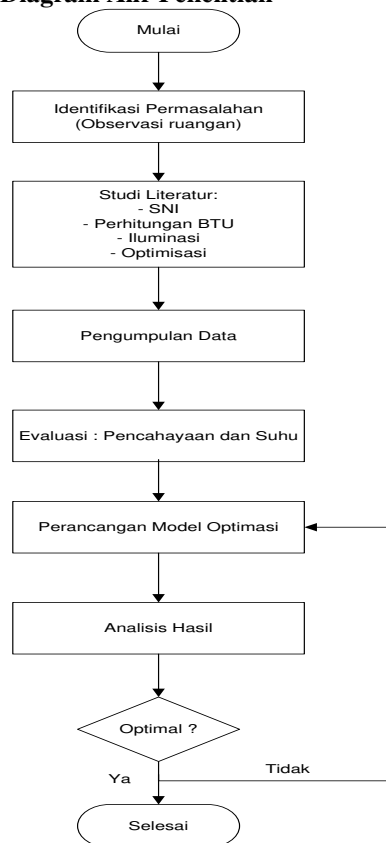 Diagram Alir Penelitian
Mulai
Identifikasi Permasalahan
(Observasi ruangan)
Studi Literatur:
- SNI
- Perhitungan BTU
- Iluminasi
- Optimisasi
Pengumpulan Data
Evaluasi : Pencahayaan dan Suhu
Perancangan Model Optimasi
Analisis Hasil
Optimal ?
Tidak
Ya
Selesai